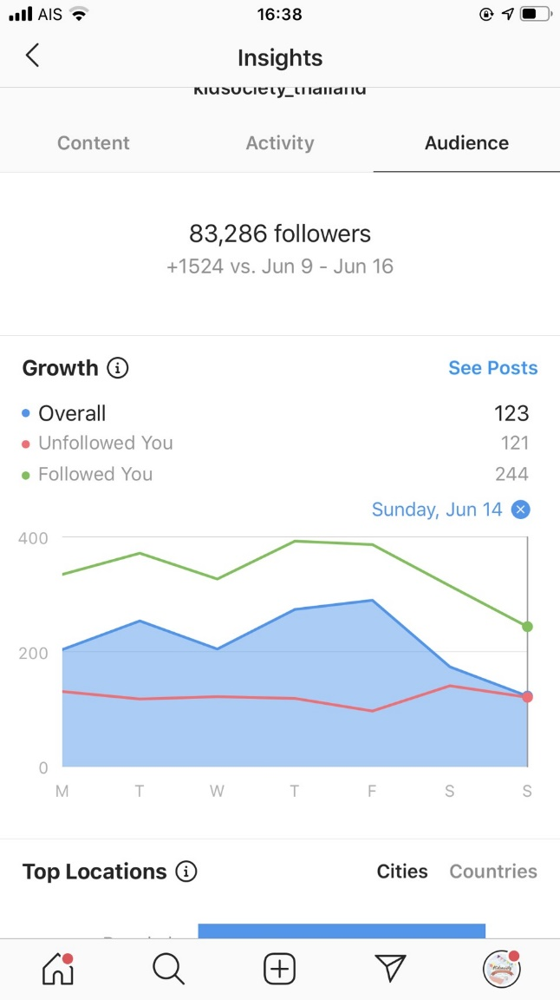 AIS
16:38
Insights
kidsociety_thailand
Content Activity Audience
83,286 followers
+1524 vs. Jun 9 - Jun 16
Growth See Posts
Overall 123
Unfollowed You 121
Followed You 244
Sunday, Jun 14
400
200
0
M T W T F S S
Top Locations Cities Countries